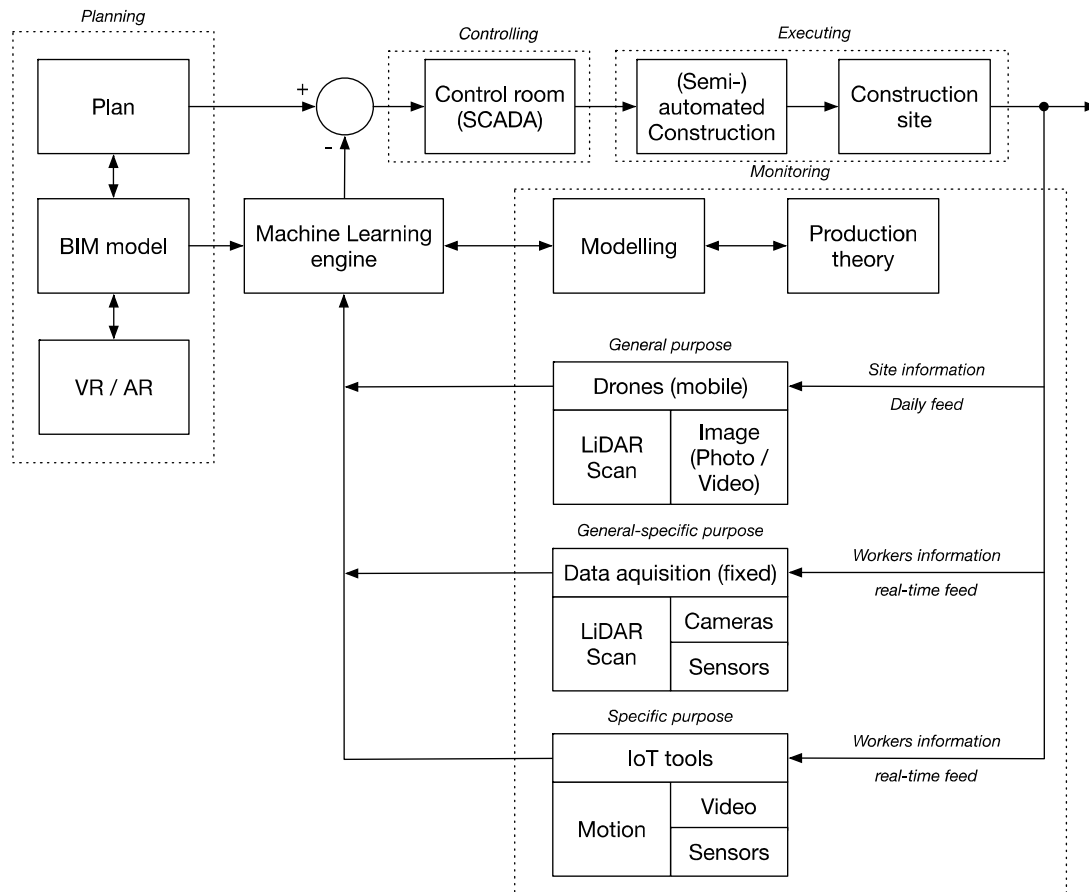 Planning
Controlling
Executing
Plan
+
-
Control room
(SCADA)
(Semi-)
automated
Construction
Construction
site
Monitoring
BIM model
Machine Learning
engine
Modelling
Production
theory
VR / AR
General purpose
Drones (mobile)
LiDAR
Scan
Image
(Photo /
Video)
Site information
Daily feed
General-specific purpose
Data aquisition (fixed)
LiDAR
Scan
Cameras
Sensors
Workers information
real-time feed
Specific purpose
IoT tools
Motion
Video
Sensors
Workers information
real-time feed